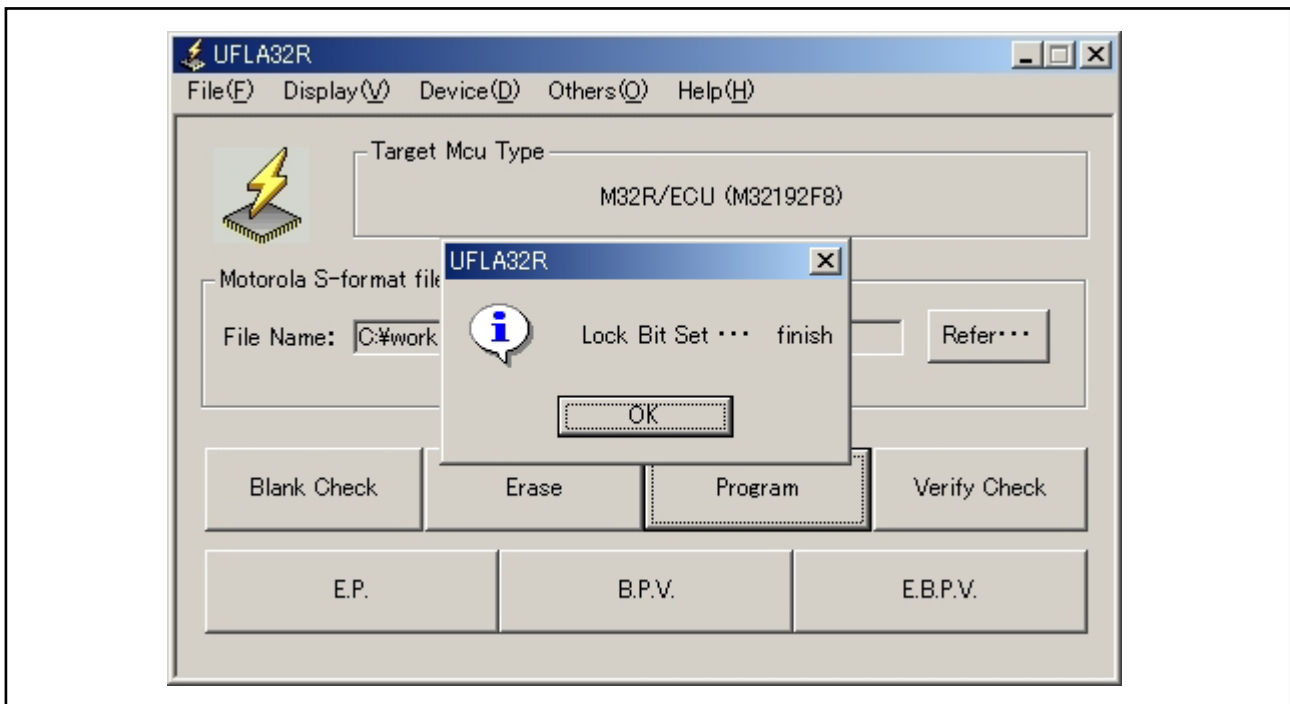 UFLA32R
File(F) Display(V) Device(D) Others(O) Help(H)
Target Mcu Type
M32R/ECU (M32192F8)
UFLA32R
Motorola S-format file
File Name: C:¥work
Lock Bit Set ··· finish
Refer···
OK
Blank Check Erase Program Verify Check
E.P. B.P.V. E.B.P.V.